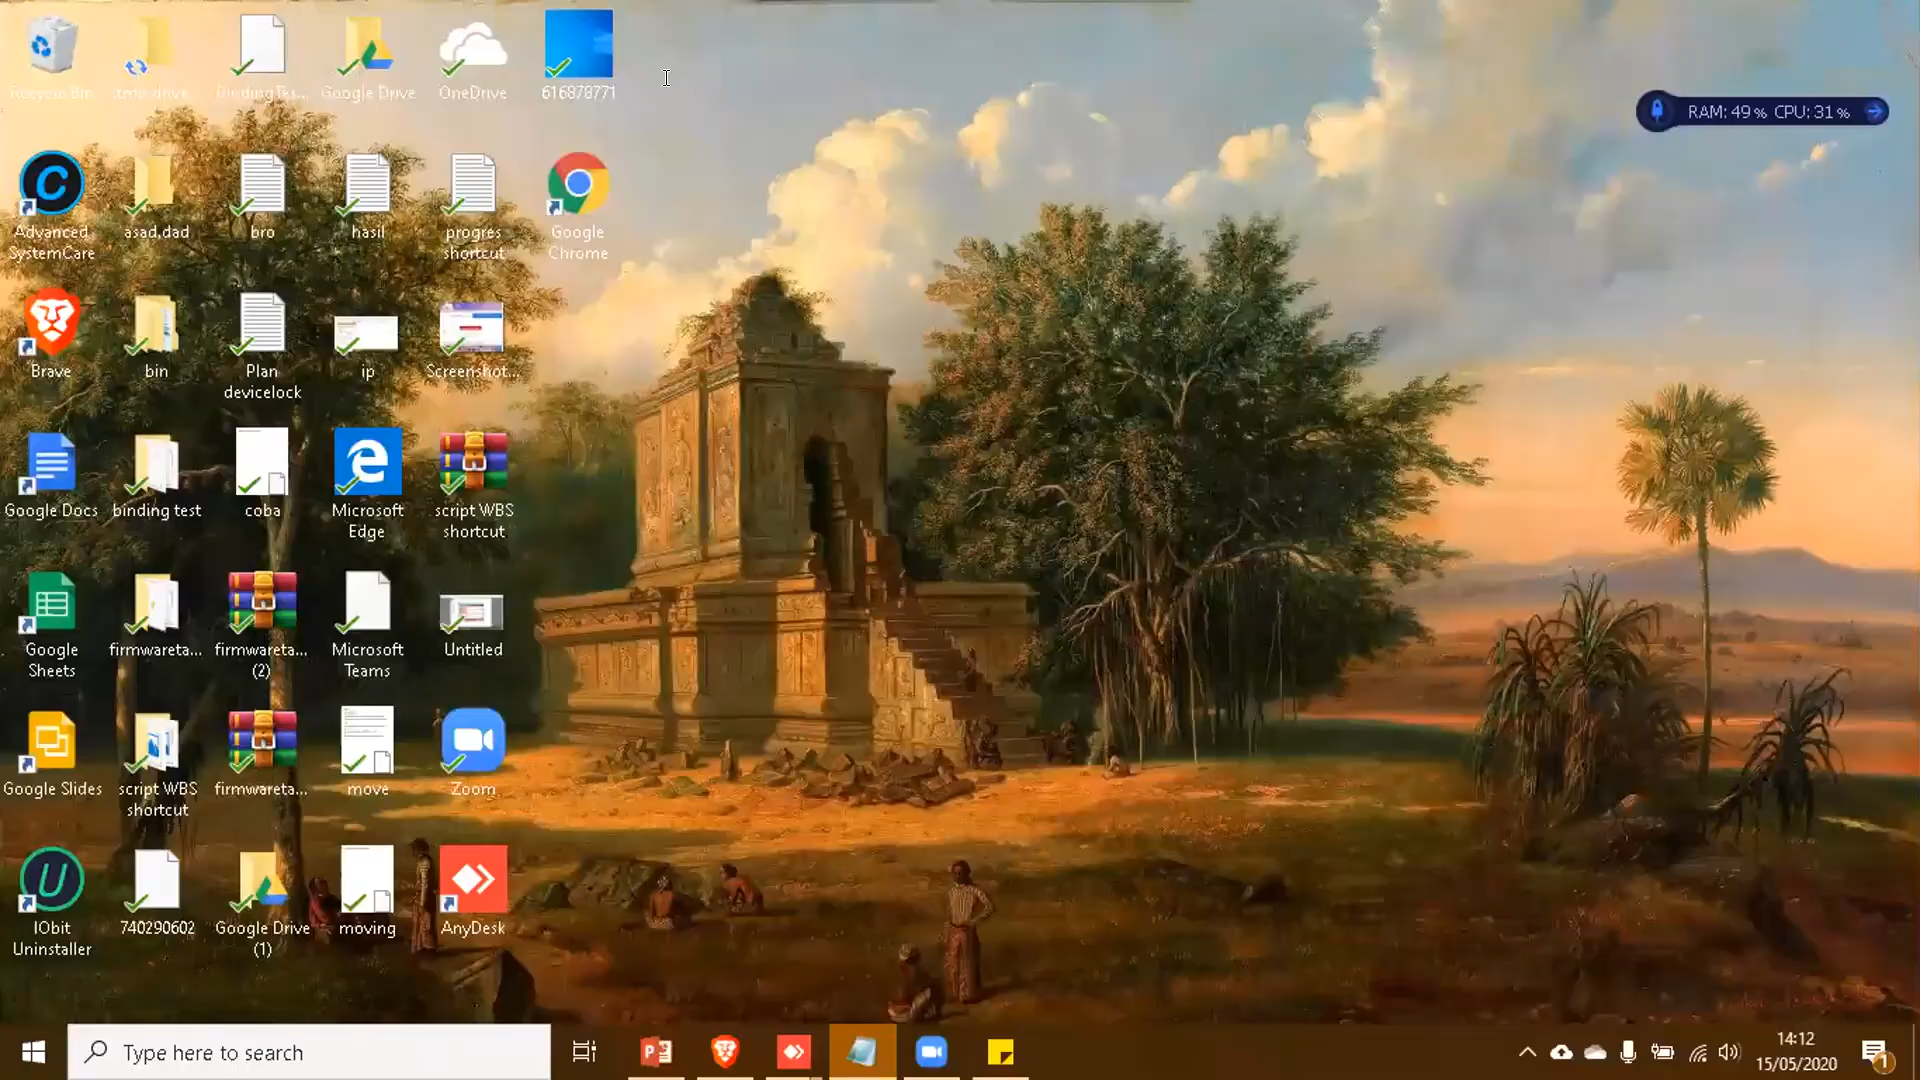 Recycle Bin
.tmp.drive...
BindingTes...
Google Drive
OneDrive
616878771
RAM: 49% CPU: 31%
Advanced
SystemCare
asad,dad
bro
hasil
progres
shortcut
Google
Chrome
Brave
bin
Plan
devicelock
ip
Screenshot...
Google Docs
binding test
coba
Microsoft
Edge
script WBS
shortcut
Google
Sheets
firmwareta...
firmwareta...
(2)
Microsoft
Teams
Untitled
Google Slides
script WBS
shortcut
firmwareta...
move
Zoom
IObit
Uninstaller
740290602
Google Drive
(1)
moving
AnyDesk
Type here to search
14:12
15/05/2020
1